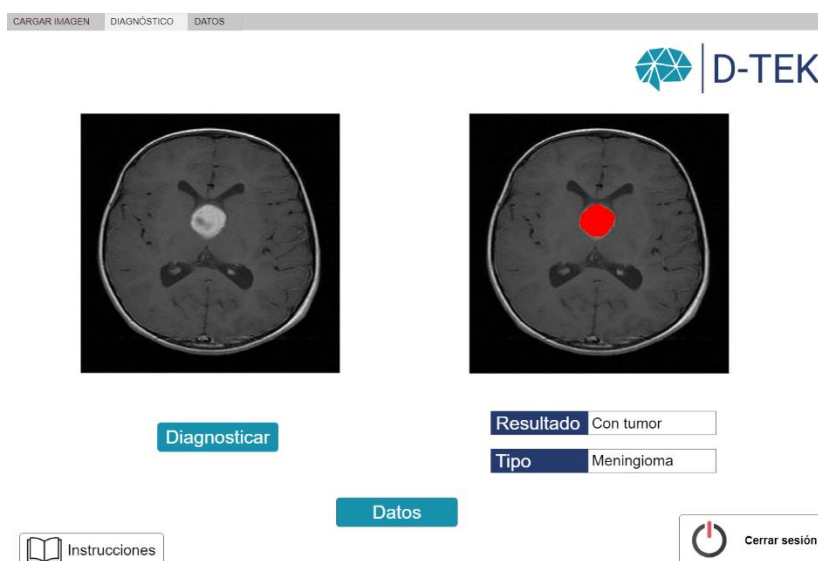 CARGAR IMAGEN DIAGNÓSTICO DATOS
D-TEK
Diagnosticar
Resultado Con tumor
Tipo Meningioma
Datos
Instrucciones
Cerrar sesión